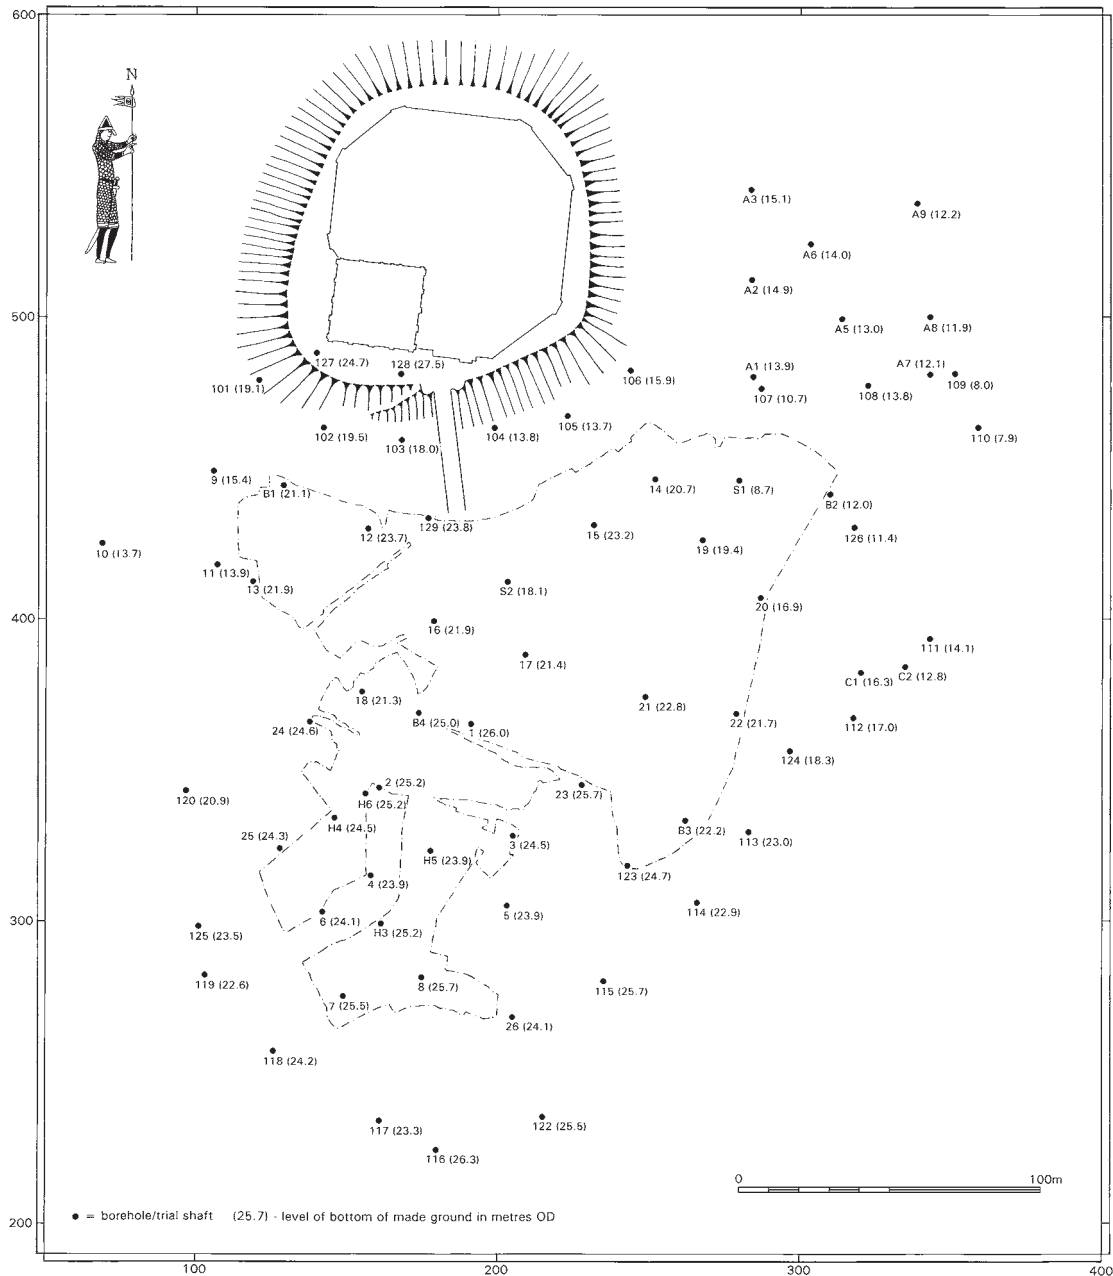 600
N
A3 (15.1)
A9 (12.2)
A6 (14.0)
A2 (14.9)
500
A5 (13.0)
A8 (11.9)
127 (24.7)
128 (27.5)
101 (19.1)
106 (15.9)
A1 (13.9)
A7 (12.1)
107 (10.7)
108 (13.8)
109 (8.0)
102 (19.5)
103 (18.0)
104 (13.8)
105 (13.7)
110 (7.9)
9 (15.4)
B1 (21.1)
14 (20.7)
S1 (8.7)
B2 (12.0)
12 (23.7)
129 (23.8)
15 (23.2)
19 (19.4)
126 (11.4)
10 (13.7)
11 (13.9)
13 (21.9)
S2 (18.1)
20 (16.9)
400
16 (21.9)
17 (21.4)
111 (14.1)
C1 (16.3)
C2 (12.8)
18 (21.3)
21 (22.8)
24 (24.6)
B4 (25.0)
1 (26.0)
22 (21.7)
112 (17.0)
124 (18.3)
120 (20.9)
2 (25.2)
H6 (25.2)
23 (25.7)
25 (24.3)
H4 (24.5)
3 (24.5)
B3 (22.2)
113 (23.0)
H5 (23.9)
4 (23.9)
123 (24.7)
300
6 (24.1)
H3 (25.2)
5 (23.9)
114 (22.9)
125 (23.5)
119 (22.6)
7 (25.5)
8 (25.7)
115 (25.7)
26 (24.1)
118 (24.2)
117 (23.3)
122 (25.5)
116 (26.3)
0 100m
● = borehole/trial shaft (25.7) - level of bottom of made ground in metres OD
200
100 200 300 400